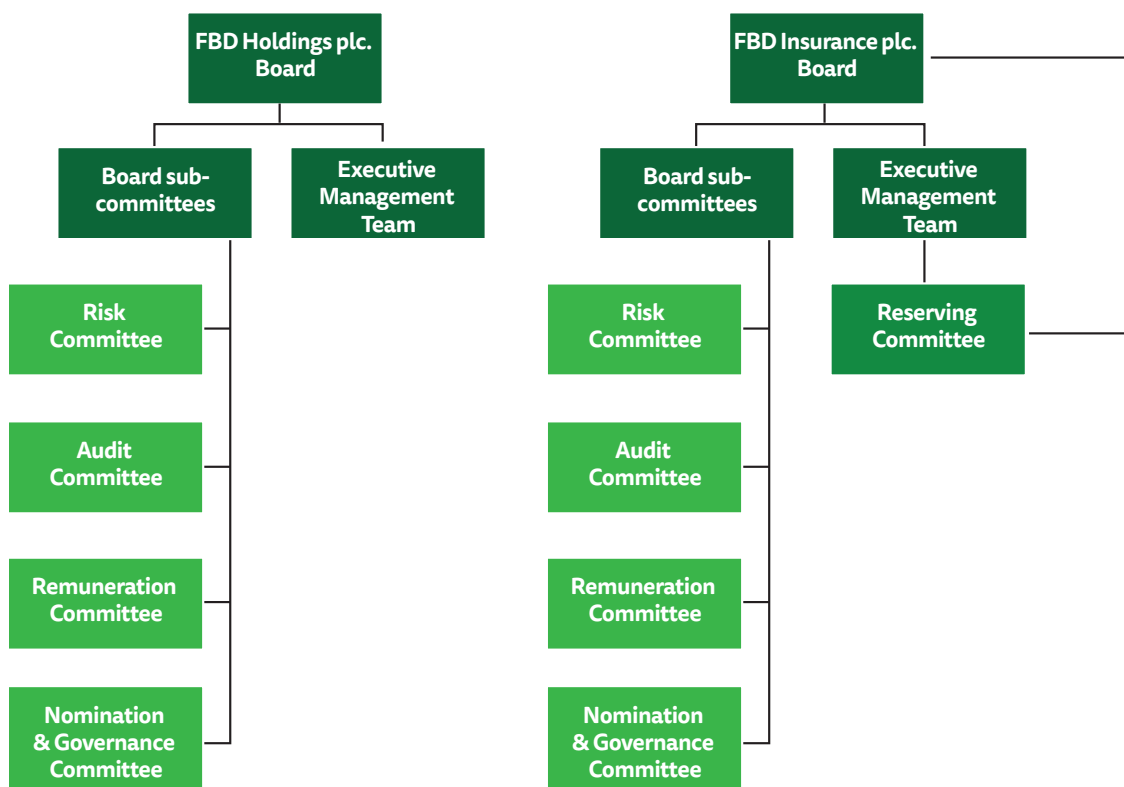 FBD Holdings plc.
Board
Board sub-
committees
Executive
Management
Team
Risk
Committee
Audit
Committee
Remuneration
Committee
Nomination
& Governance
Committee
FBD Insurance plc.
Board
Board sub-
committees
Executive
Management
Team
Risk
Committee
Reserving
Committee
Audit
Committee
Remuneration
Committee
Nomination
& Governance
Committee